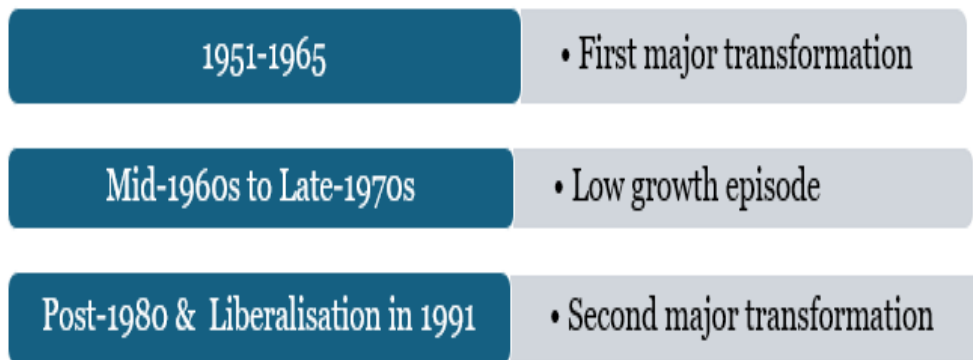 1951-1965
• First major transformation
Mid-1960s to Late-1970s
• Low growth episode
Post-1980 & Liberalisation in 1991
• Second major transformation